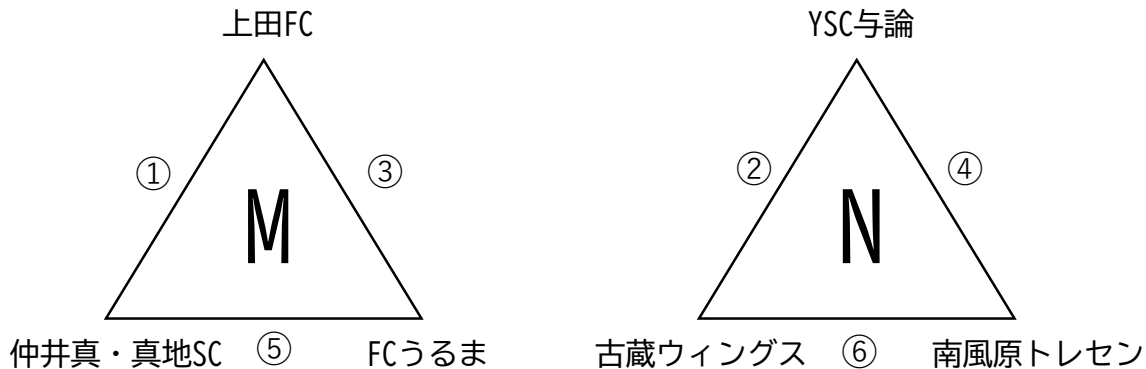 上田FC
YSC与論
①
③
②
④
M
N
仲井真・真地SC
⑤
FCうるま
古蔵ウィングス
⑥
南風原トレセン